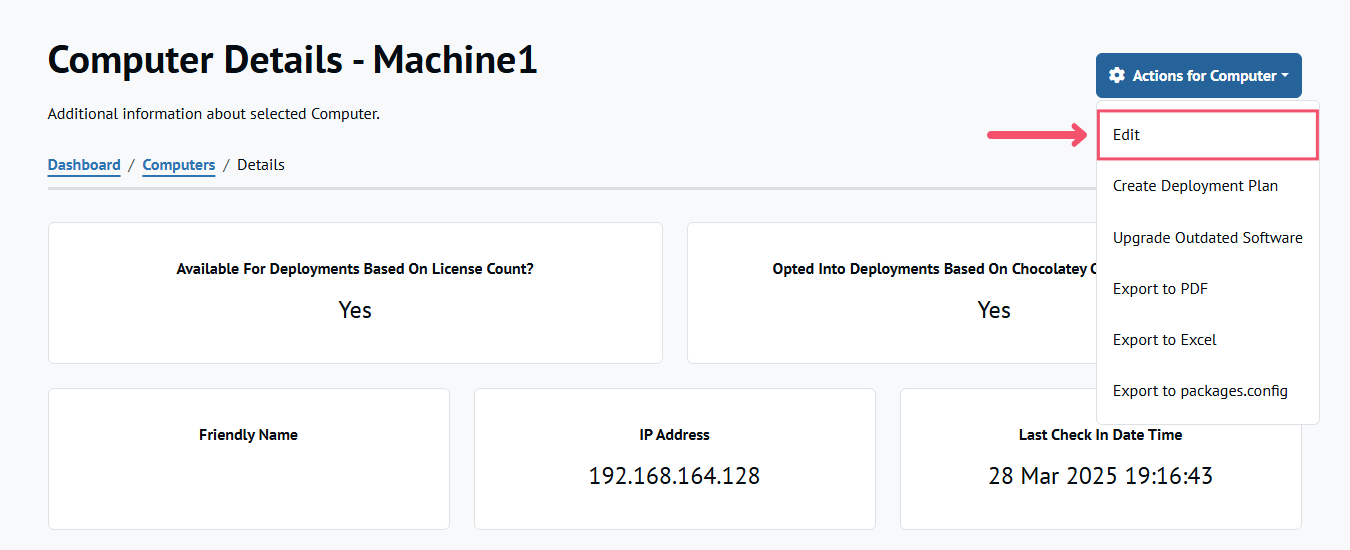 Computer Details - Machine1
Actions for Computer
Additional information about selected Computer.
Edit
Dashboard / Computers / Details
Create Deployment Plan
Upgrade Outdated Software
Export to PDF
Export to Excel
Export to packages.config
Available For Deployments Based On License Count?
Yes
Opted Into Deployments Based On Chocolatey
Yes
Friendly Name
IP Address
192.168.164.128
Last Check In Date Time
28 Mar 2025 19:16:43